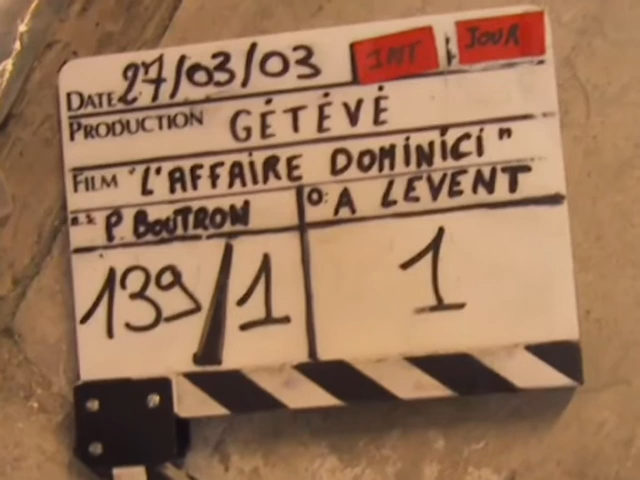 DATE 27/03/03 INT JOUR
PRODUCTION GÉTÉVÉ
FILM "L'AFFAIRE DOMINICI"
P. BOUTRON O: A LEVENT
139/1 1